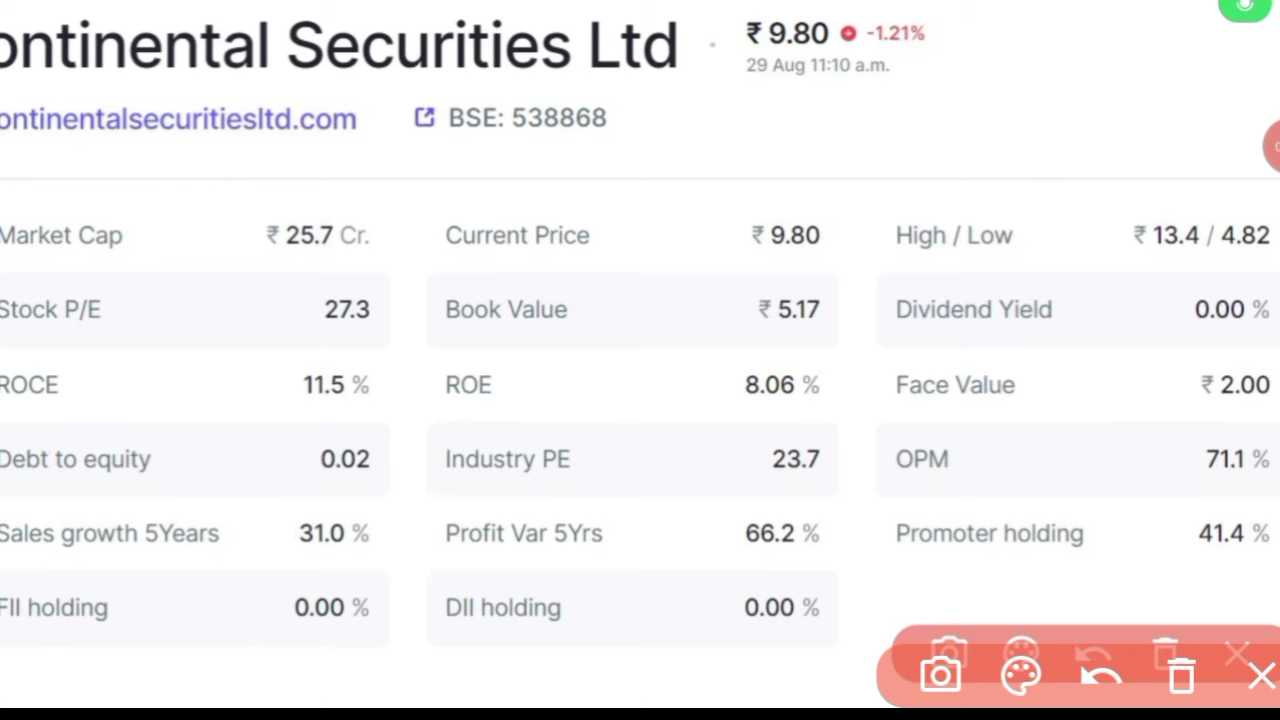 ontinental Securities Ltd
₹ 9.80 -1.21%
29 Aug 11:10 a.m.
ontinentalsecuritiesltd.com BSE: 538868
Market Cap ₹ 25.7 Cr. Current Price ₹ 9.80 High / Low ₹ 13.4 / 4.82
Stock P/E 27.3 Book Value ₹ 5.17 Dividend Yield 0.00 %
ROCE 11.5 % ROE 8.06 % Face Value ₹ 2.00
Debt to equity 0.02 Industry PE 23.7 OPM 71.1 %
Sales growth 5Years 31.0 % Profit Var 5Yrs 66.2 % Promoter holding 41.4 %
FII holding 0.00 % DII holding 0.00 %